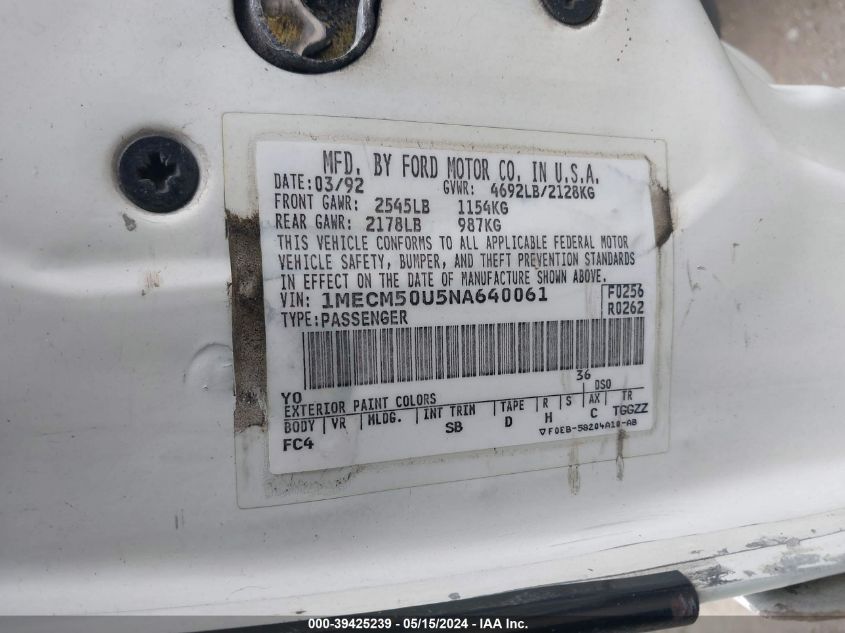 MFD. BY FORD MOTOR CO. IN U.S.A.
DATE: 03/92 GVWR: 4692LB/2128KG
FRONT GAWR: 2545LB 1154KG
REAR GAWR: 2178LB 987KG
THIS VEHICLE CONFORMS TO ALL APPLICABLE FEDERAL MOTOR
VEHICLE SAFETY, BUMPER, AND THEFT PREVENTION STANDARDS
IN EFFECT ON THE DATE OF MANUFACTURE SHOWN ABOVE.
VIN: 1MECM50U5NA640061 F0256
TYPE: PASSENGER R0262
YO 36
EXTERIOR PAINT COLORS DSO
BODY VR MLDG. INT TRIM TAPE R S AX TR
FC4 SB D H C TGGZZ
▽F0EB-58204A10-AB
000-39425239 - 05/15/2024 - IAA Inc.